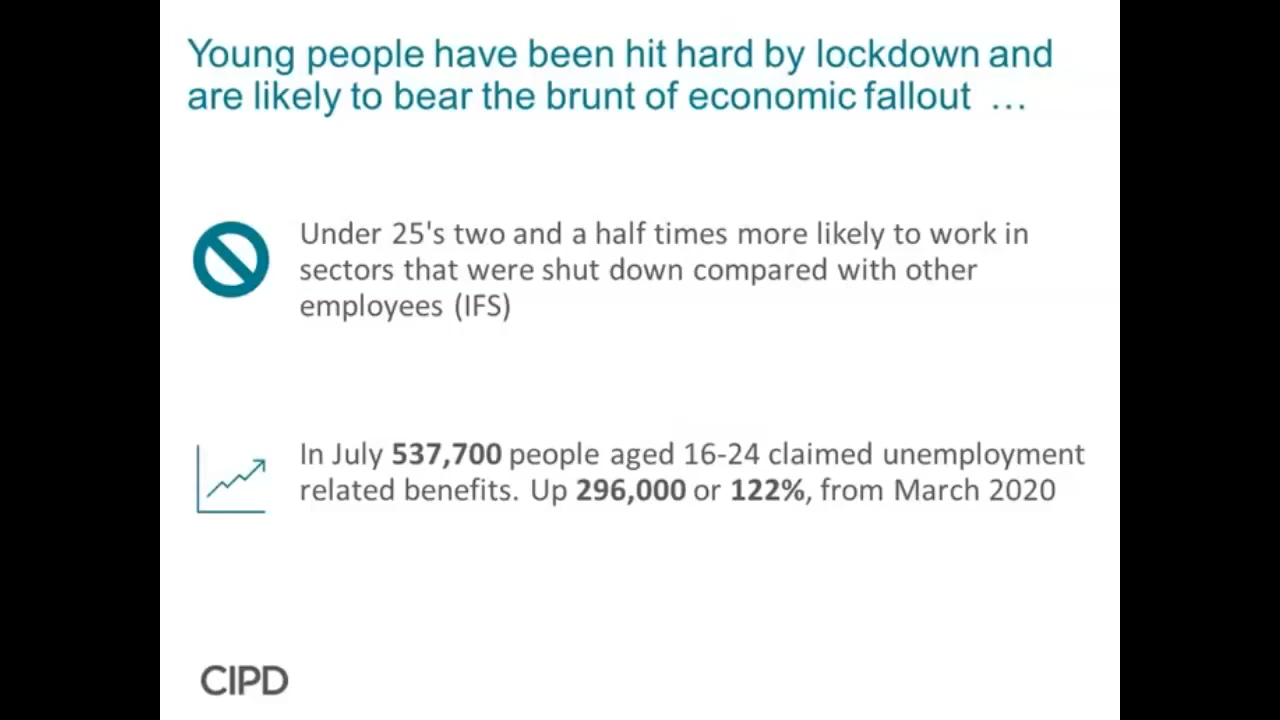 Young people have been hit hard by lockdown and
are likely to bear the brunt of economic fallout ...
Under 25's two and a half times more likely to work in
sectors that were shut down compared with other
employees (IFS)
In July 537,700 people aged 16-24 claimed unemployment
related benefits. Up 296,000 or 122%, from March 2020
CIPD